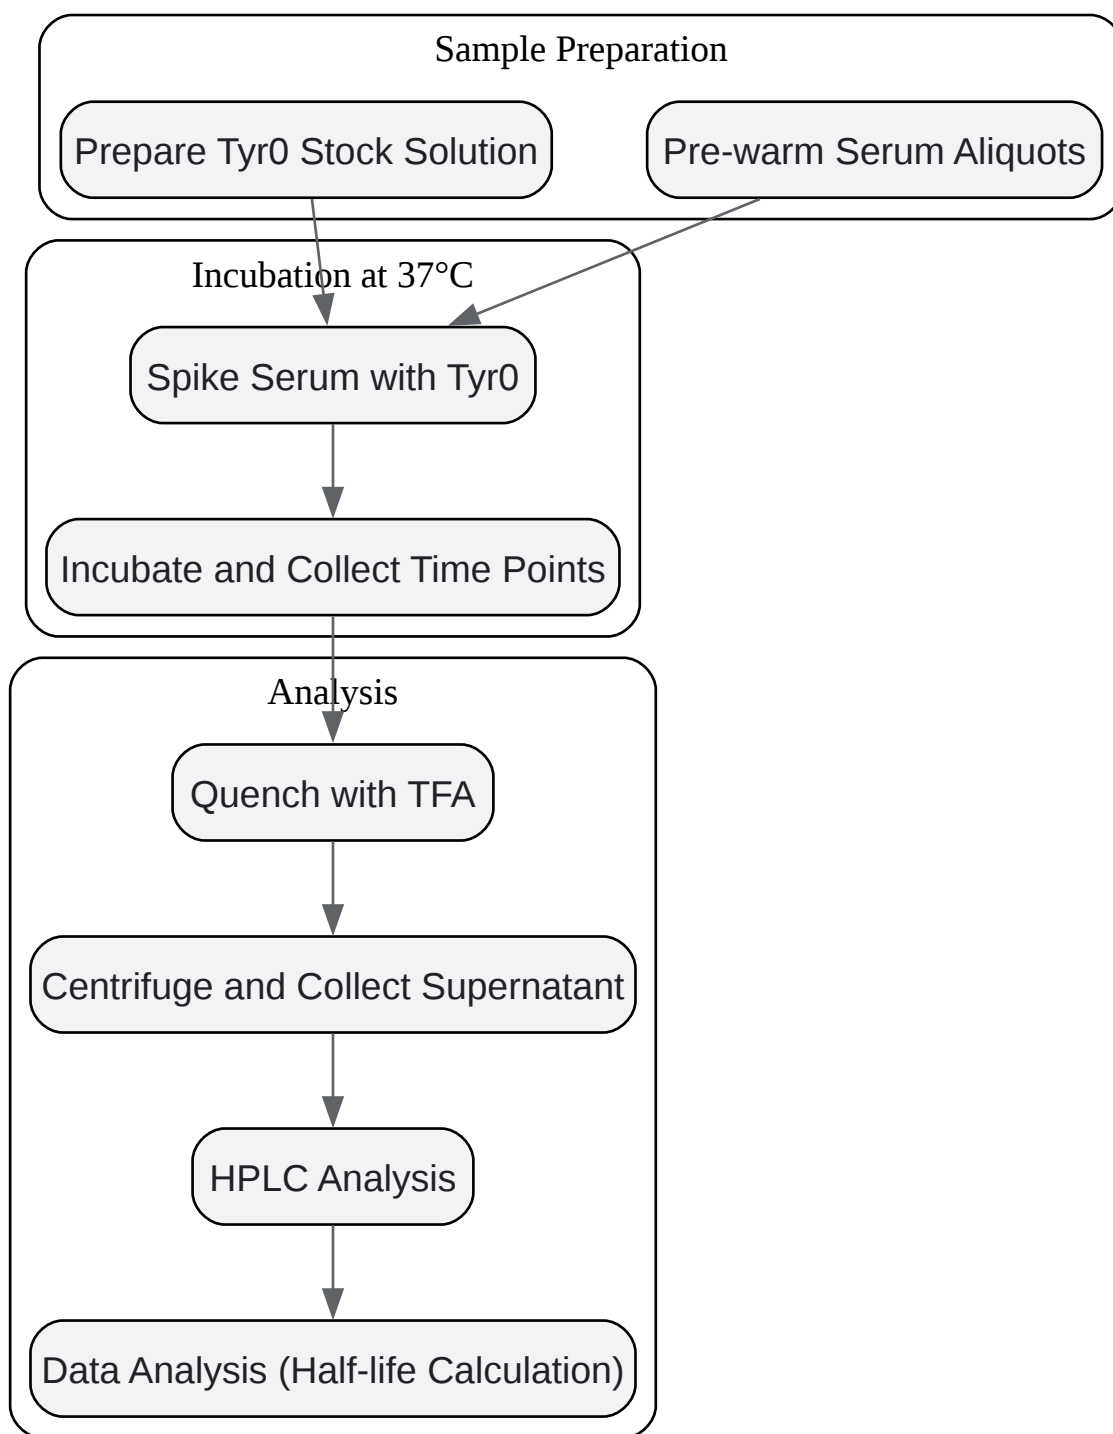 Sample Preparation
Prepare Tyr0 Stock Solution
Pre-warm Serum Aliquots
Incubation at 37°C
Spike Serum with Tyr0
Incubate and Collect Time Points
Analysis
Quench with TFA
Centrifuge and Collect Supernatant
HPLC Analysis
Data Analysis (Half-life Calculation)